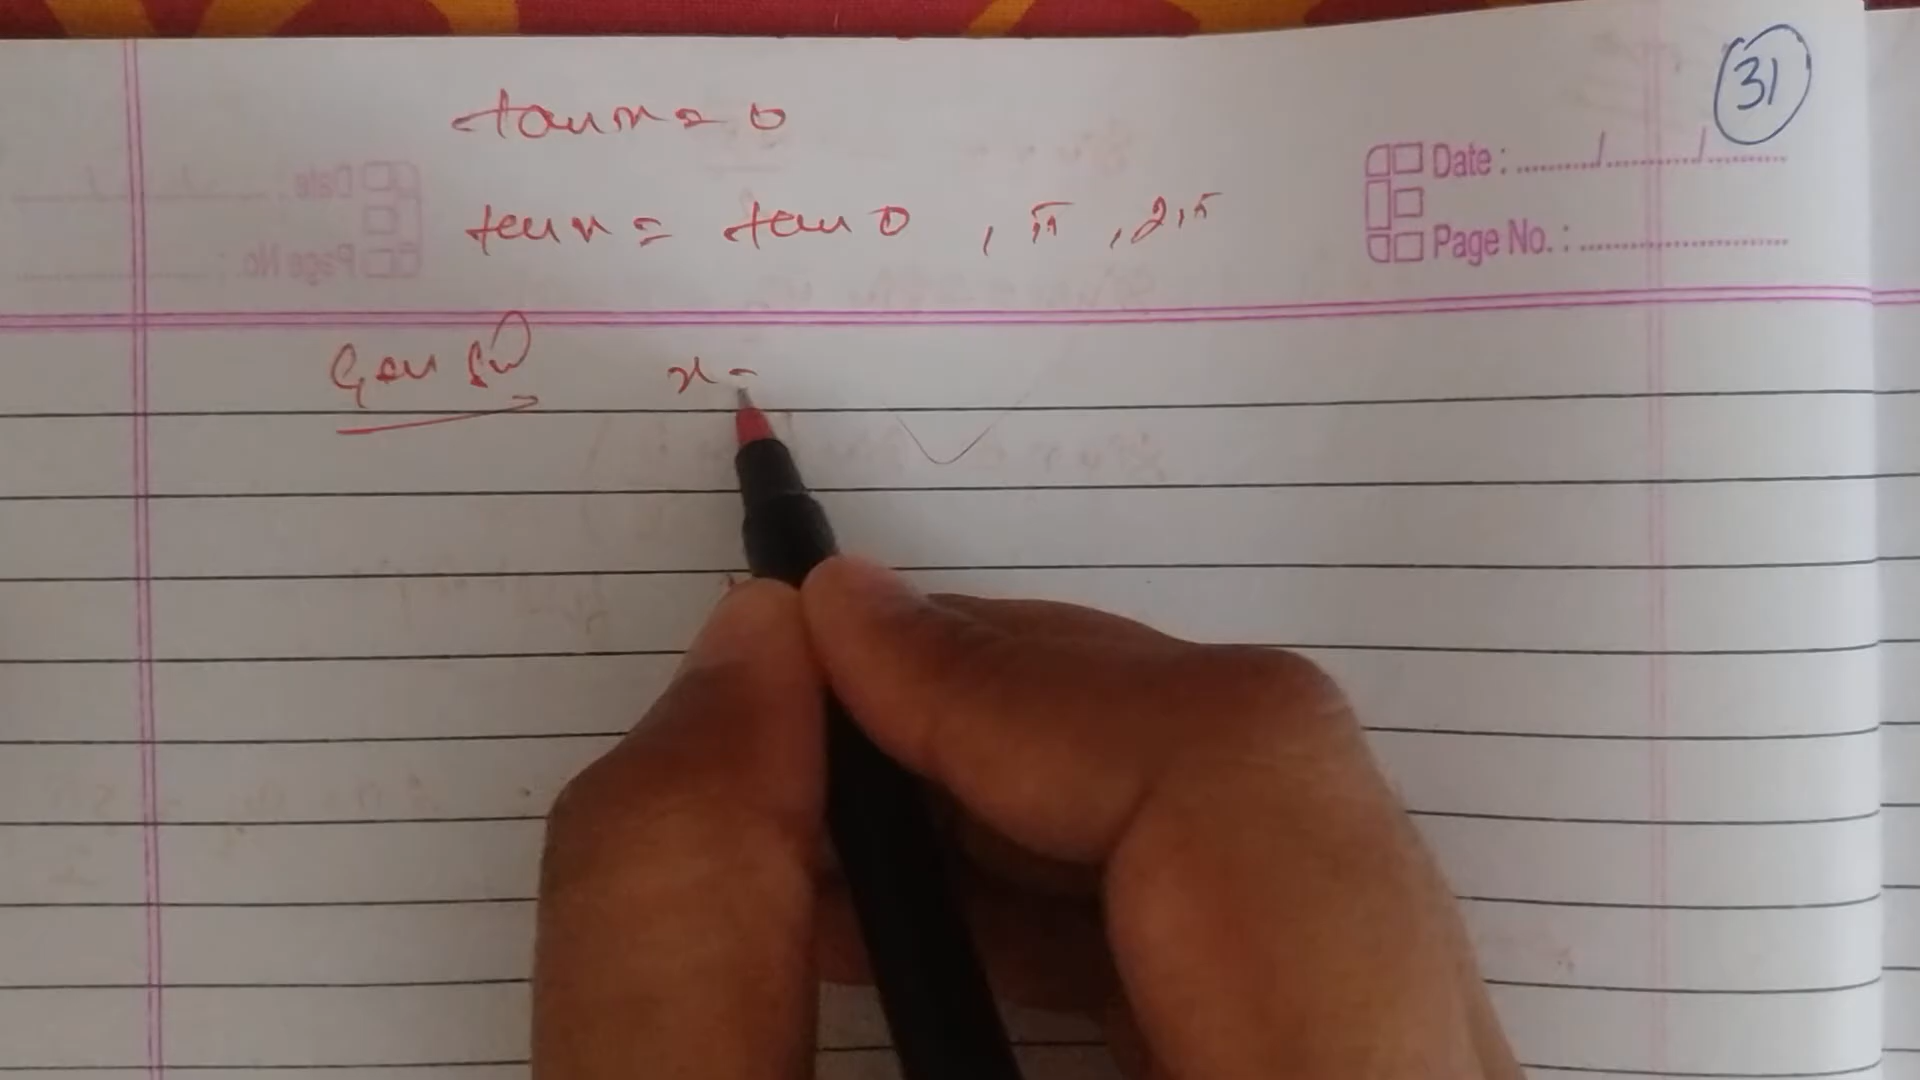 31
tan x = 0
Date : ....../............/............
tan x = tan 0 , π , 2π
Page No. : ..............................
Gen Sol x =